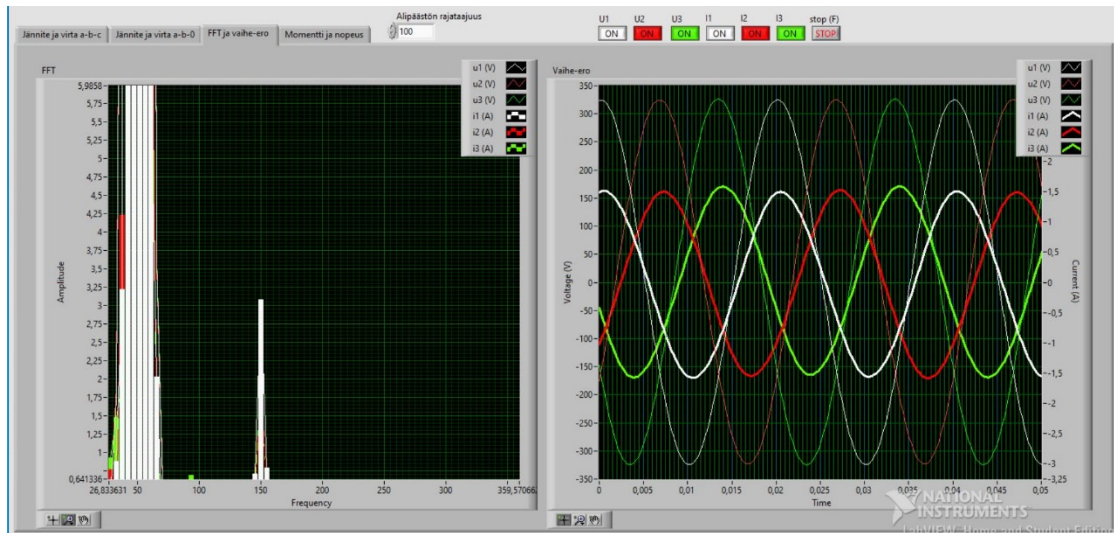 Alipäästön rajataajuus
100
U1 U2 U3 I1 I2 I3 stop (F)
ON ON ON ON ON ON STOP
Jännite ja virta a-b-c Jännite ja virta a-b-0 FFT ja vaihe-ero Momentti ja nopeus
FFT
u1 (V)
u2 (V)
u3 (V)
i1 (A)
i2 (A)
i3 (A)
5,9858
5,75
5,5
5,25
5
4,75
4,5
4,25
4
3,75
3,5
3,25
3
2,75
2,5
2,25
2
1,75
1,5
1,25
1
0,641336
Amplitude
26,833631 50 100 150 200 250 300 359,57066
Frequency
Vaihe-ero
u1 (V)
u2 (V)
u3 (V)
i1 (A)
i2 (A)
i3 (A)
350
300
250
200
150
100
50
0
-50
-100
-150
-200
-250
-300
-350
Voltage (V)
-2
-1,5
-1
-0,5
-0
-0,5
-1
-1,5
-2
-2,5
-3
-3,25
Current (A)
0 0,005 0,01 0,015 0,02 0,025 0,03 0,035 0,04 0,045 0,05
Time
NATIONAL
INSTRUMENTS
LabVIEW Home and Student Edition